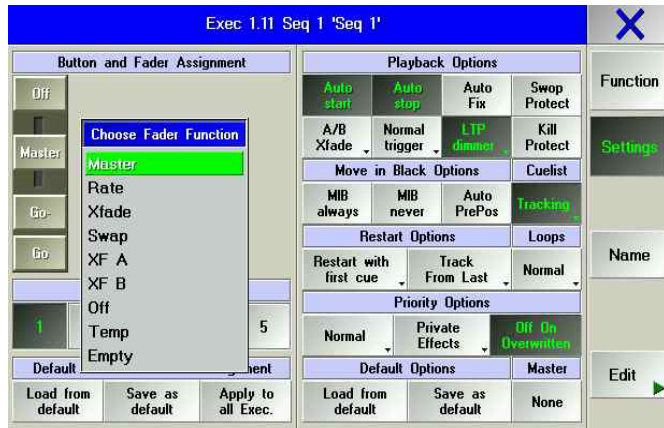 Exec 1.11 Seq 1 'Seq 1'
Button and Fader Assignment
Off
Master
Go-
Go
Choose Fader Function
Master
Rate
Xfade
Swap
XF A
XF B
Off
Temp
Empty
1
5
Default
ment
Load from default
Save as default
Apply to all Exec.
Playback Options
Auto start
Auto stop
Auto Fix
Swop Protect
A/B Xfade
Normal trigger
LTP dimmer
Kill Protect
Move in Black Options
Cuelist
MIB always
MIB never
Auto PrePos
Tracking
Restart Options
Loops
Restart with first cue
Track From Last
Normal
Priority Options
Normal
Private Effects
Off On Overwritten
Default Options
Master
Load from default
Save as default
None
Function
Settings
Name
Edit